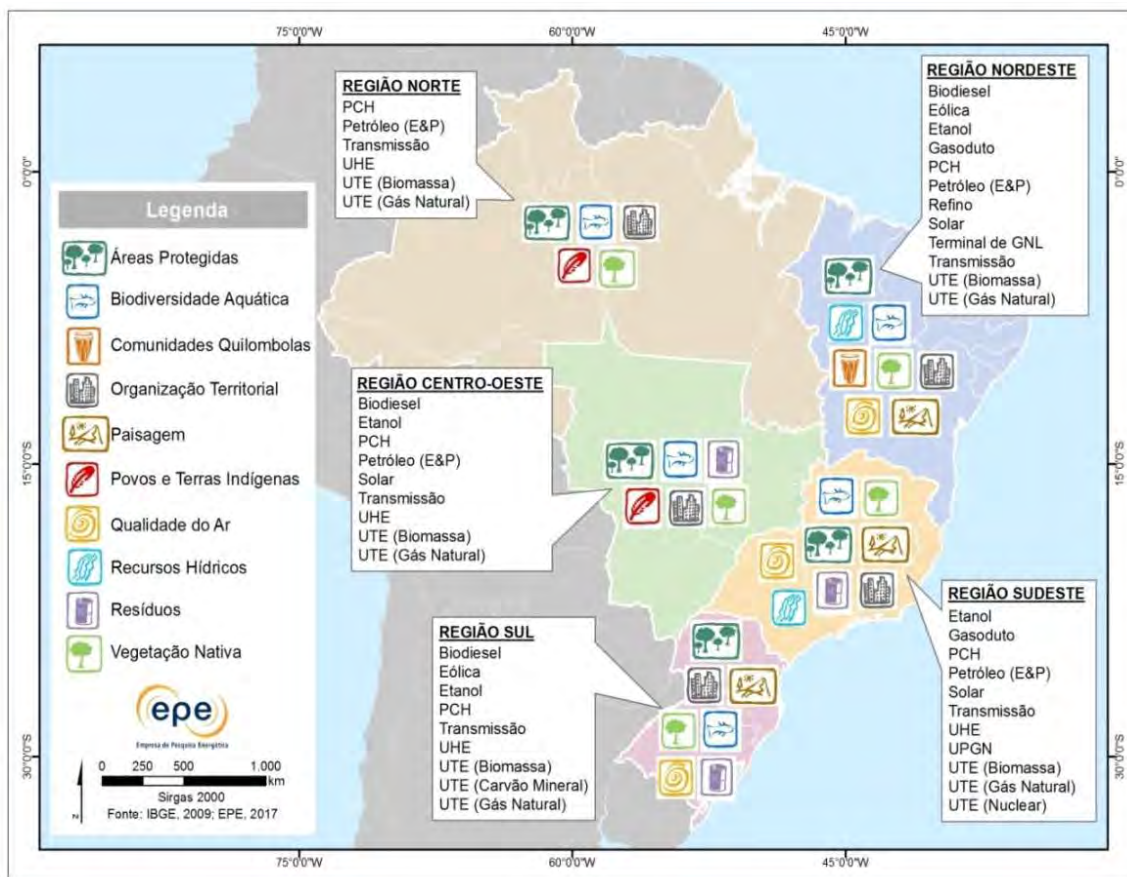 75°0'0"W
60°0'0"W
45°0'0"W
REGIÃO NORTE
PCH
Petróleo (E&P)
Transmissão
UHE
UTE (Biomassa)
UTE (Gás Natural)
REGIÃO NORDESTE
Biodiesel
Eólica
Etanol
Gasoduto
PCH
Petróleo (E&P)
Refino
Solar
Terminal de GNL
Transmissão
UTE (Biomassa)
UTE (Gás Natural)
0°0'0"
0°0'0"
Legenda
Áreas Protegidas
Biodiversidade Aquática
Comunidades Quilombolas
Organização Territorial
Paisagem
Povos e Terras Indígenas
Qualidade do Ar
Recursos Hídricos
Resíduos
Vegetação Nativa
REGIÃO CENTRO-OESTE
Biodiesel
Etanol
PCH
Petróleo (E&P)
Solar
Transmissão
UHE
UTE (Biomassa)
UTE (Gás Natural)
15°0'0"S
15°0'0"S
REGIÃO SUL
Biodiesel
Eólica
Etanol
PCH
Transmissão
UHE
UTE (Biomassa)
UTE (Carvão Mineral)
UTE (Gás Natural)
REGIÃO SUDESTE
Etanol
Gasoduto
PCH
Petróleo (E&P)
Solar
Transmissão
UHE
UPGN
UTE (Biomassa)
UTE (Gás Natural)
UTE (Nuclear)
epe
Empresa de Pesquisa Energética
0 250 500 1.000
km
Sirgas 2000
Fonte: IBGE, 2009; EPE, 2017
N
30°0'0"S
30°0'0"S
75°0'0"W
60°0'0"W
45°0'0"W